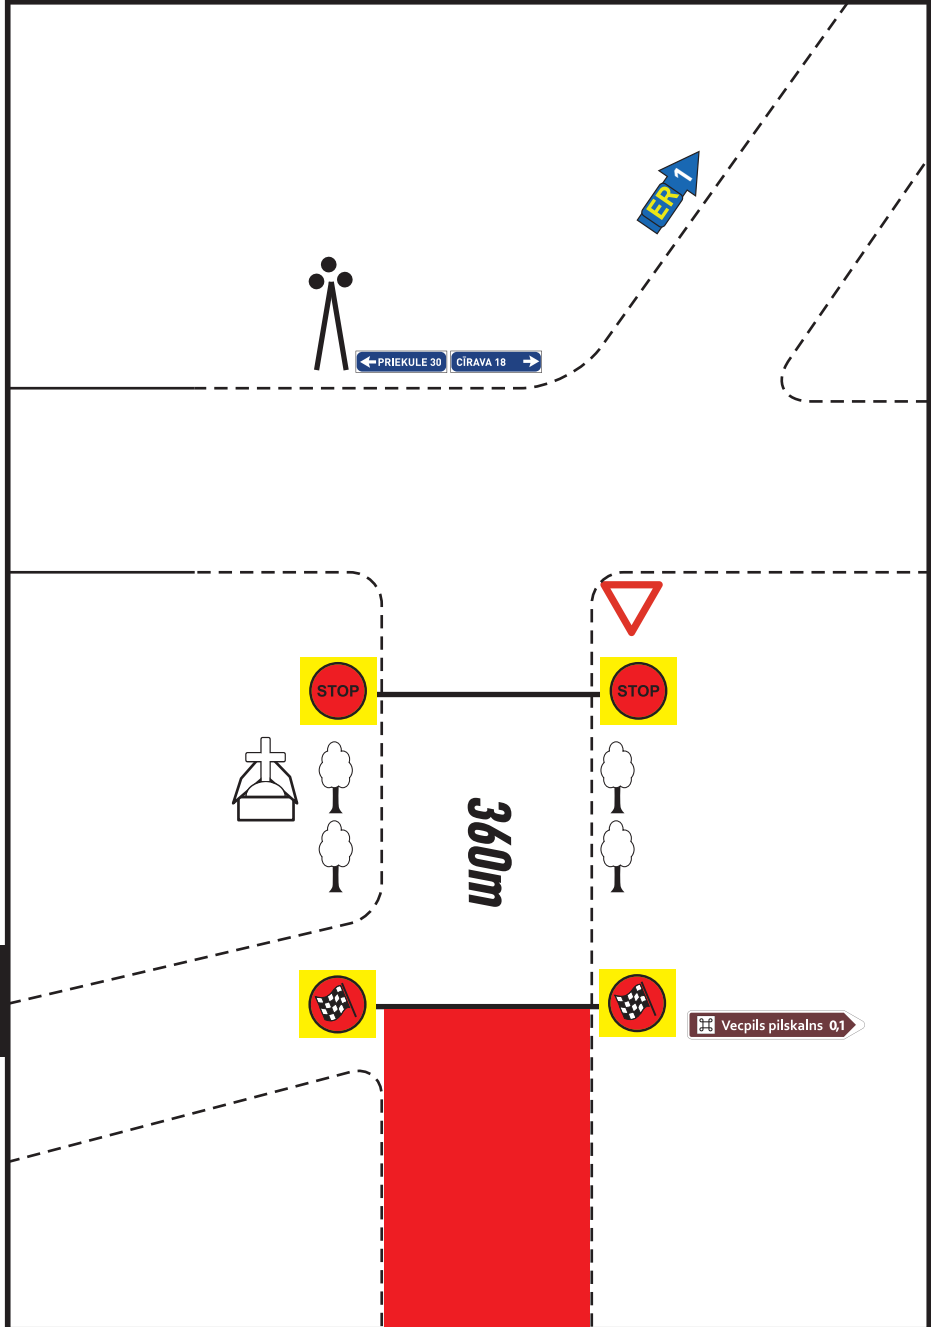 ER 1
PRIEKULE 30
CĪRAVA 18
STOP
STOP
360m
Vecpils pilskalns 0,1